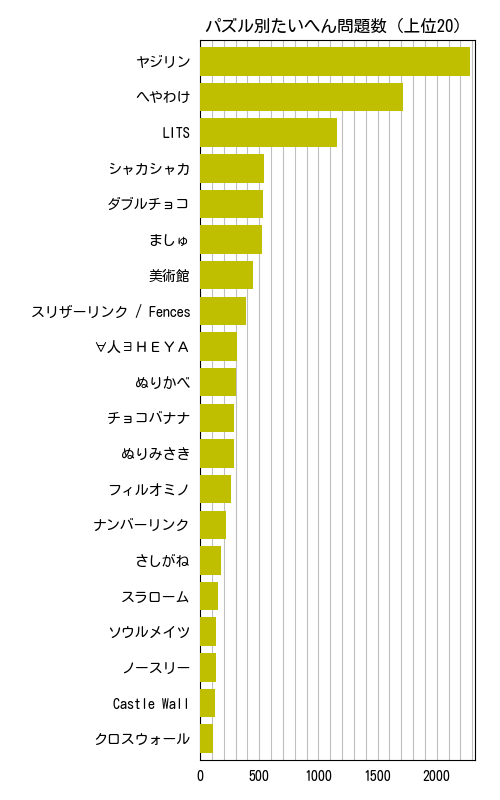 パズル別たいへん問題数 (上位20)
ヤジリン
へやわけ
LITS
シャカシャカ
ダブルチョコ
ましゅ
美術館
スリザーリンク / Fences
∀人∃ＨＥＹＡ
ぬりかべ
チョコバナナ
ぬりみさき
フィルオミノ
ナンバーリンク
さしがね
スラローム
ソウルメイツ
ノースリー
Castle Wall
クロスウォール
0 500 1000 1500 2000